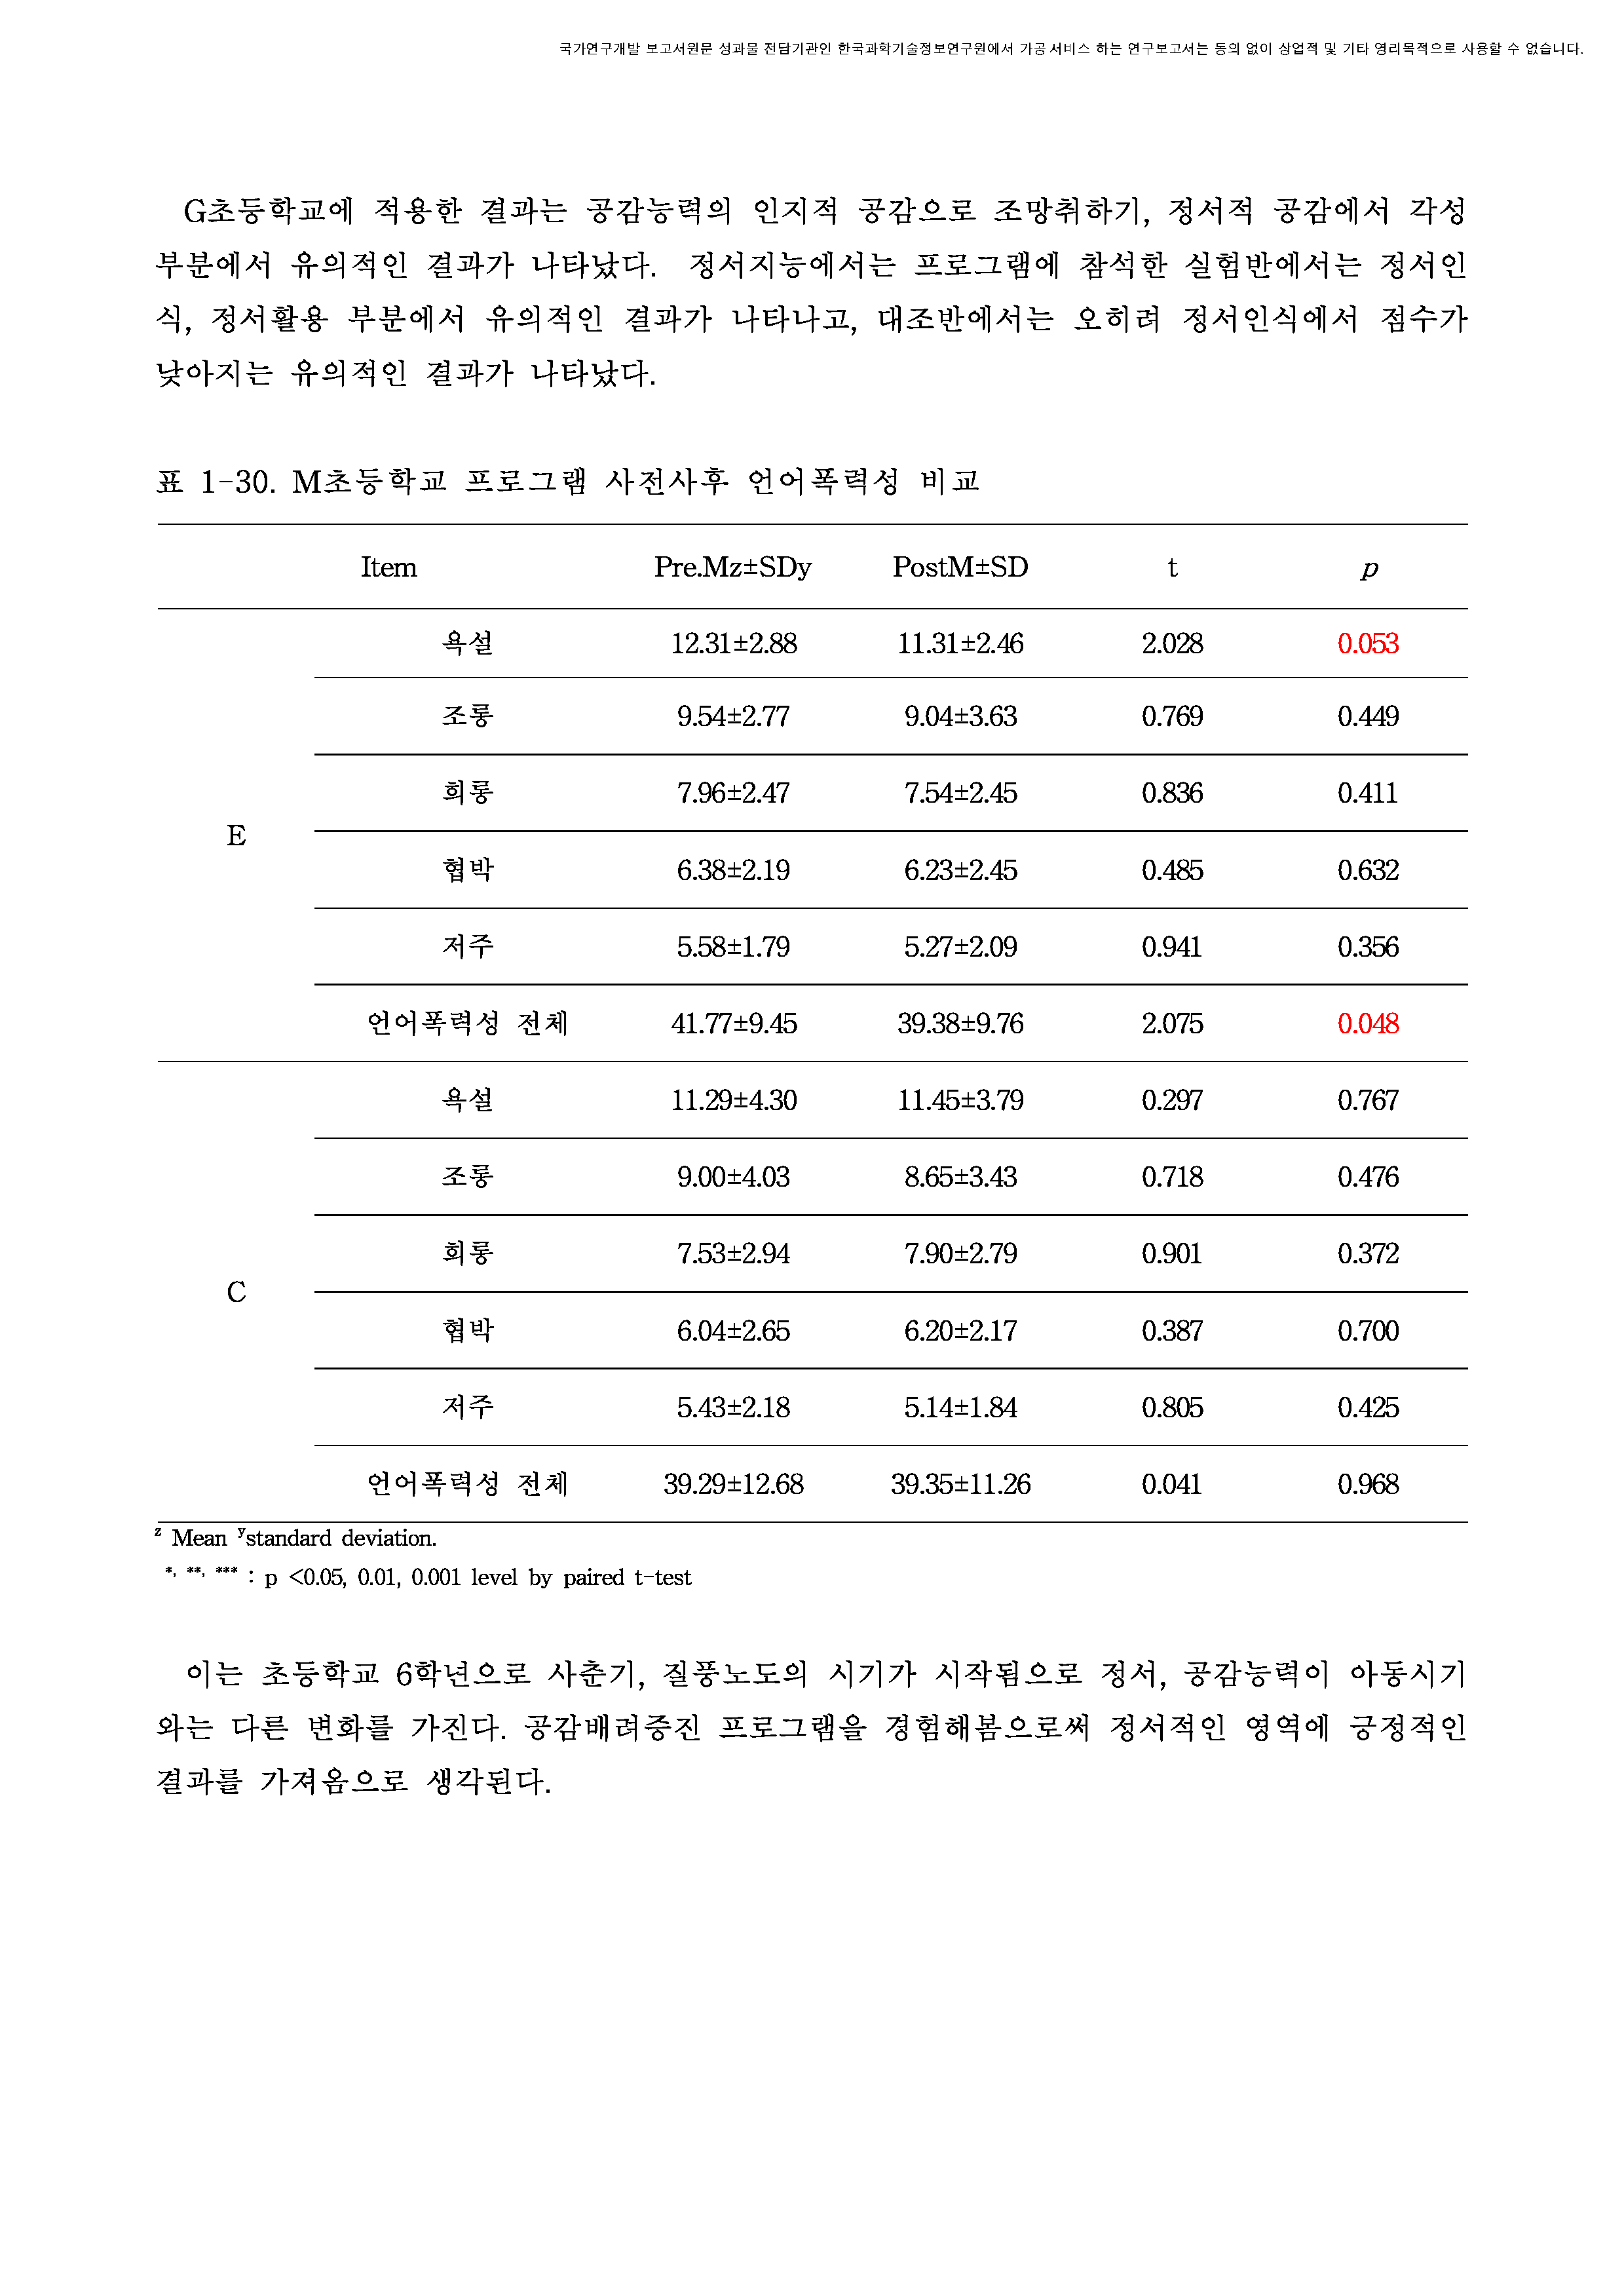 국가연구개발 보고서원문 성과물 전담기관인 한국과학기술정보연구원에서 가공·서비스 하는 연구보고서는 동의 없이 상업적 및 기타 영리목적으로 사용할 수 없습니다.
G초등학교에 적용한 결과는 공감능력의 인지적 공감으로 조망취하기, 정서적 공감에서 각성
부분에서 유의적인 결과가 나타났다. 정서지능에서는 프로그램에 참석한 실험반에서는 정서인
식, 정서활용 부분에서 유의적인 결과가 나타나고, 대조반에서는 오히려 정서인식에서 점수가
낮아지는 유의적인 결과가 나타났다.
표 1-30. M초등학교 프로그램 사전사후 언어폭력성 비교
Item Pre.Mz±SDy PostM±SD t p
욕설 12.31±2.88 11.31±2.46 2.028 0.053
조롱 9.54±2.77 9.04±3.63 0.769 0.449
희롱 7.96±2.47 7.54±2.45 0.836 0.411
E
협박 6.38±2.19 6.23±2.45 0.485 0.632
저주 5.58±1.79 5.27±2.09 0.941 0.356
언어폭력성 전체 41.77±9.45 39.38±9.76 2.075 0.048
욕설 11.29±4.30 11.45±3.79 0.297 0.767
조롱 9.00±4.03 8.65±3.43 0.718 0.476
희롱 7.53±2.94 7.90±2.79 0.901 0.372
C
협박 6.04±2.65 6.20±2.17 0.387 0.700
저주 5.43±2.18 5.14±1.84 0.805 0.425
언어폭력성 전체 39.29±12.68 39.35±11.26 0.041 0.968
z Mean ystandard deviation.
*, **, *** : p <0.05, 0.01, 0.001 level by paired t-test
이는 초등학교 6학년으로 사춘기, 질풍노도의 시기가 시작됨으로 정서, 공감능력이 아동시기
와는 다른 변화를 가진다. 공감배려증진 프로그램을 경험해봄으로써 정서적인 영역에 긍정적인
결과를 가져옴으로 생각된다.